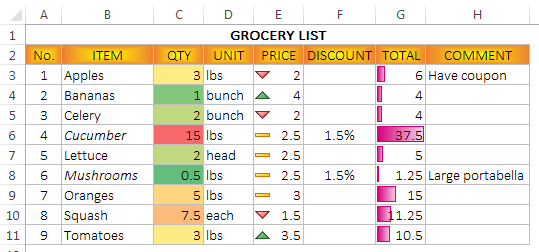 A B C D E F G H
1 GROCERY LIST
2 No. ITEM QTY UNIT PRICE DISCOUNT TOTAL COMMENT
3 1 Apples 3 lbs 2 6 Have coupon
4 2 Bananas 1 bunch 4 4
5 3 Celery 2 bunch 2 4
6 4 Cucumber 15 lbs 2.5 1.5% 37.5
7 5 Lettuce 2 head 2.5 5
8 6 Mushrooms 0.5 lbs 2.5 1.5% 1.25 Large portabella
9 7 Oranges 5 lbs 3 15
10 8 Squash 7.5 each 1.5 11.25
11 9 Tomatoes 3 lbs 3.5 10.5